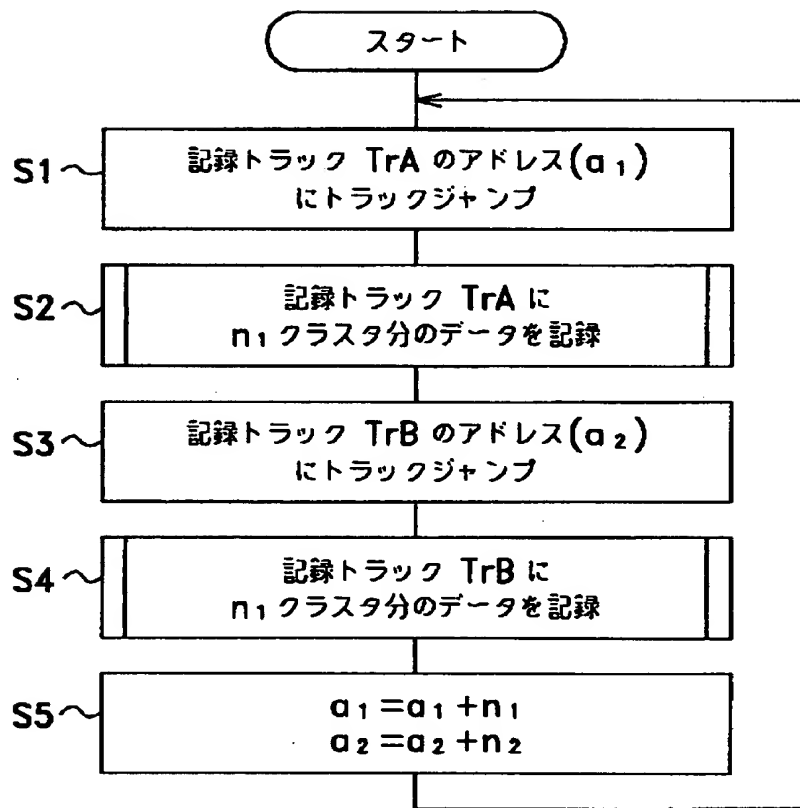 スタート
S1
記録トラック TrA のアドレス(a₁)
にトラックジャンプ
S2
記録トラック TrA に
n₁ クラスタ分のデータを記録
S3
記録トラック TrB のアドレス(a₂)
にトラックジャンプ
S4
記録トラック TrB に
n₁ クラスタ分のデータを記録
S5
a₁=a₁+n₁
a₂=a₂+n₂